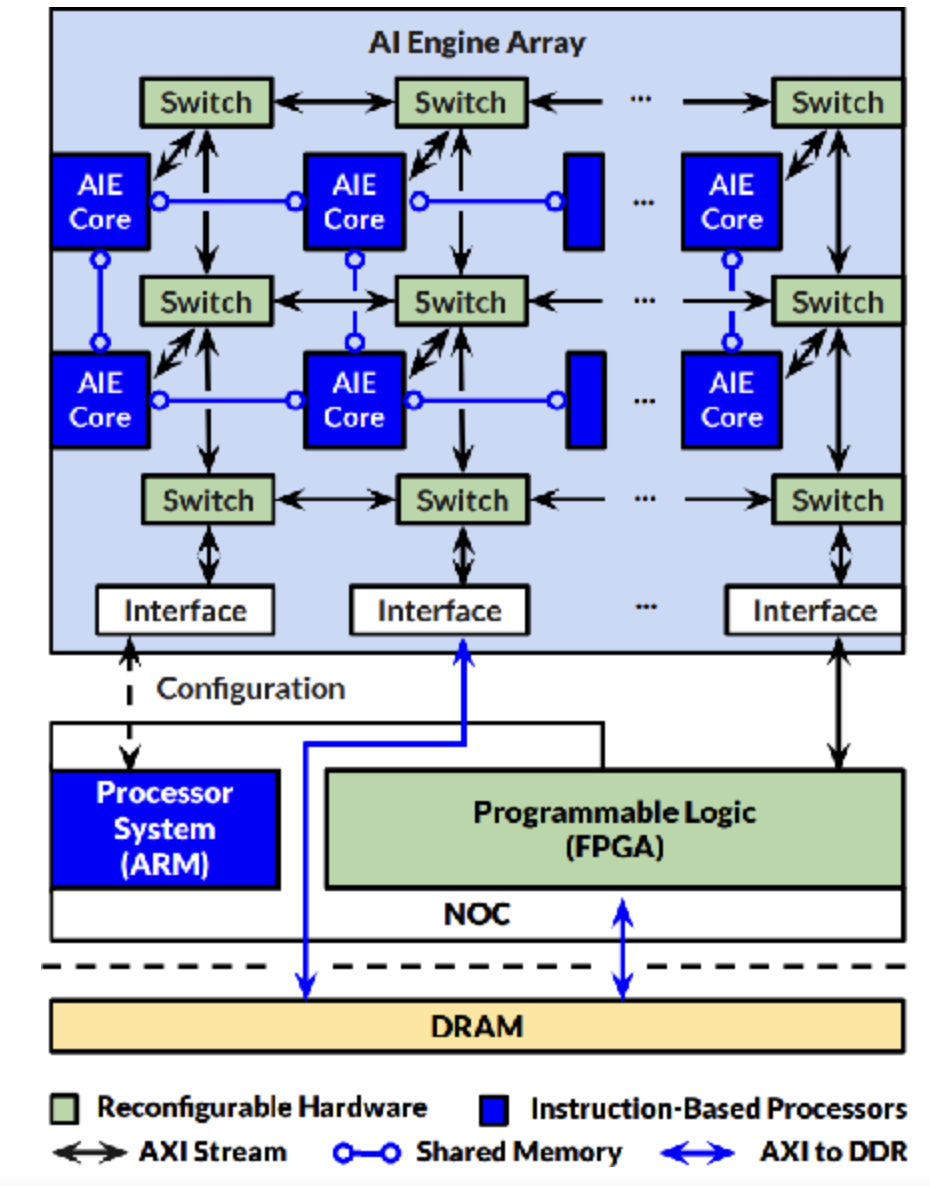 AI Engine Array
Switch Switch ... Switch
AIE Core AIE Core ... AIE Core
Switch Switch ... Switch
AIE Core AIE Core ... AIE Core
Switch Switch ... Switch
Interface Interface ... Interface
Configuration
Processor System (ARM)
Programmable Logic (FPGA)
NOC
DRAM
Reconfigurable Hardware Instruction-Based Processors
AXI Stream Shared Memory AXI to DDR